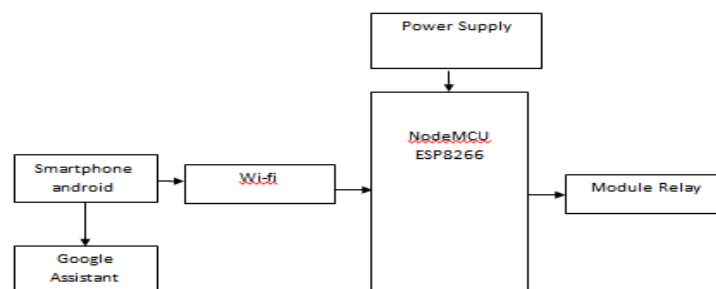 Power Supply
NodeMCU
ESP8266
Smartphone
android
Wi-fi
Module Relay
Google
Assistant